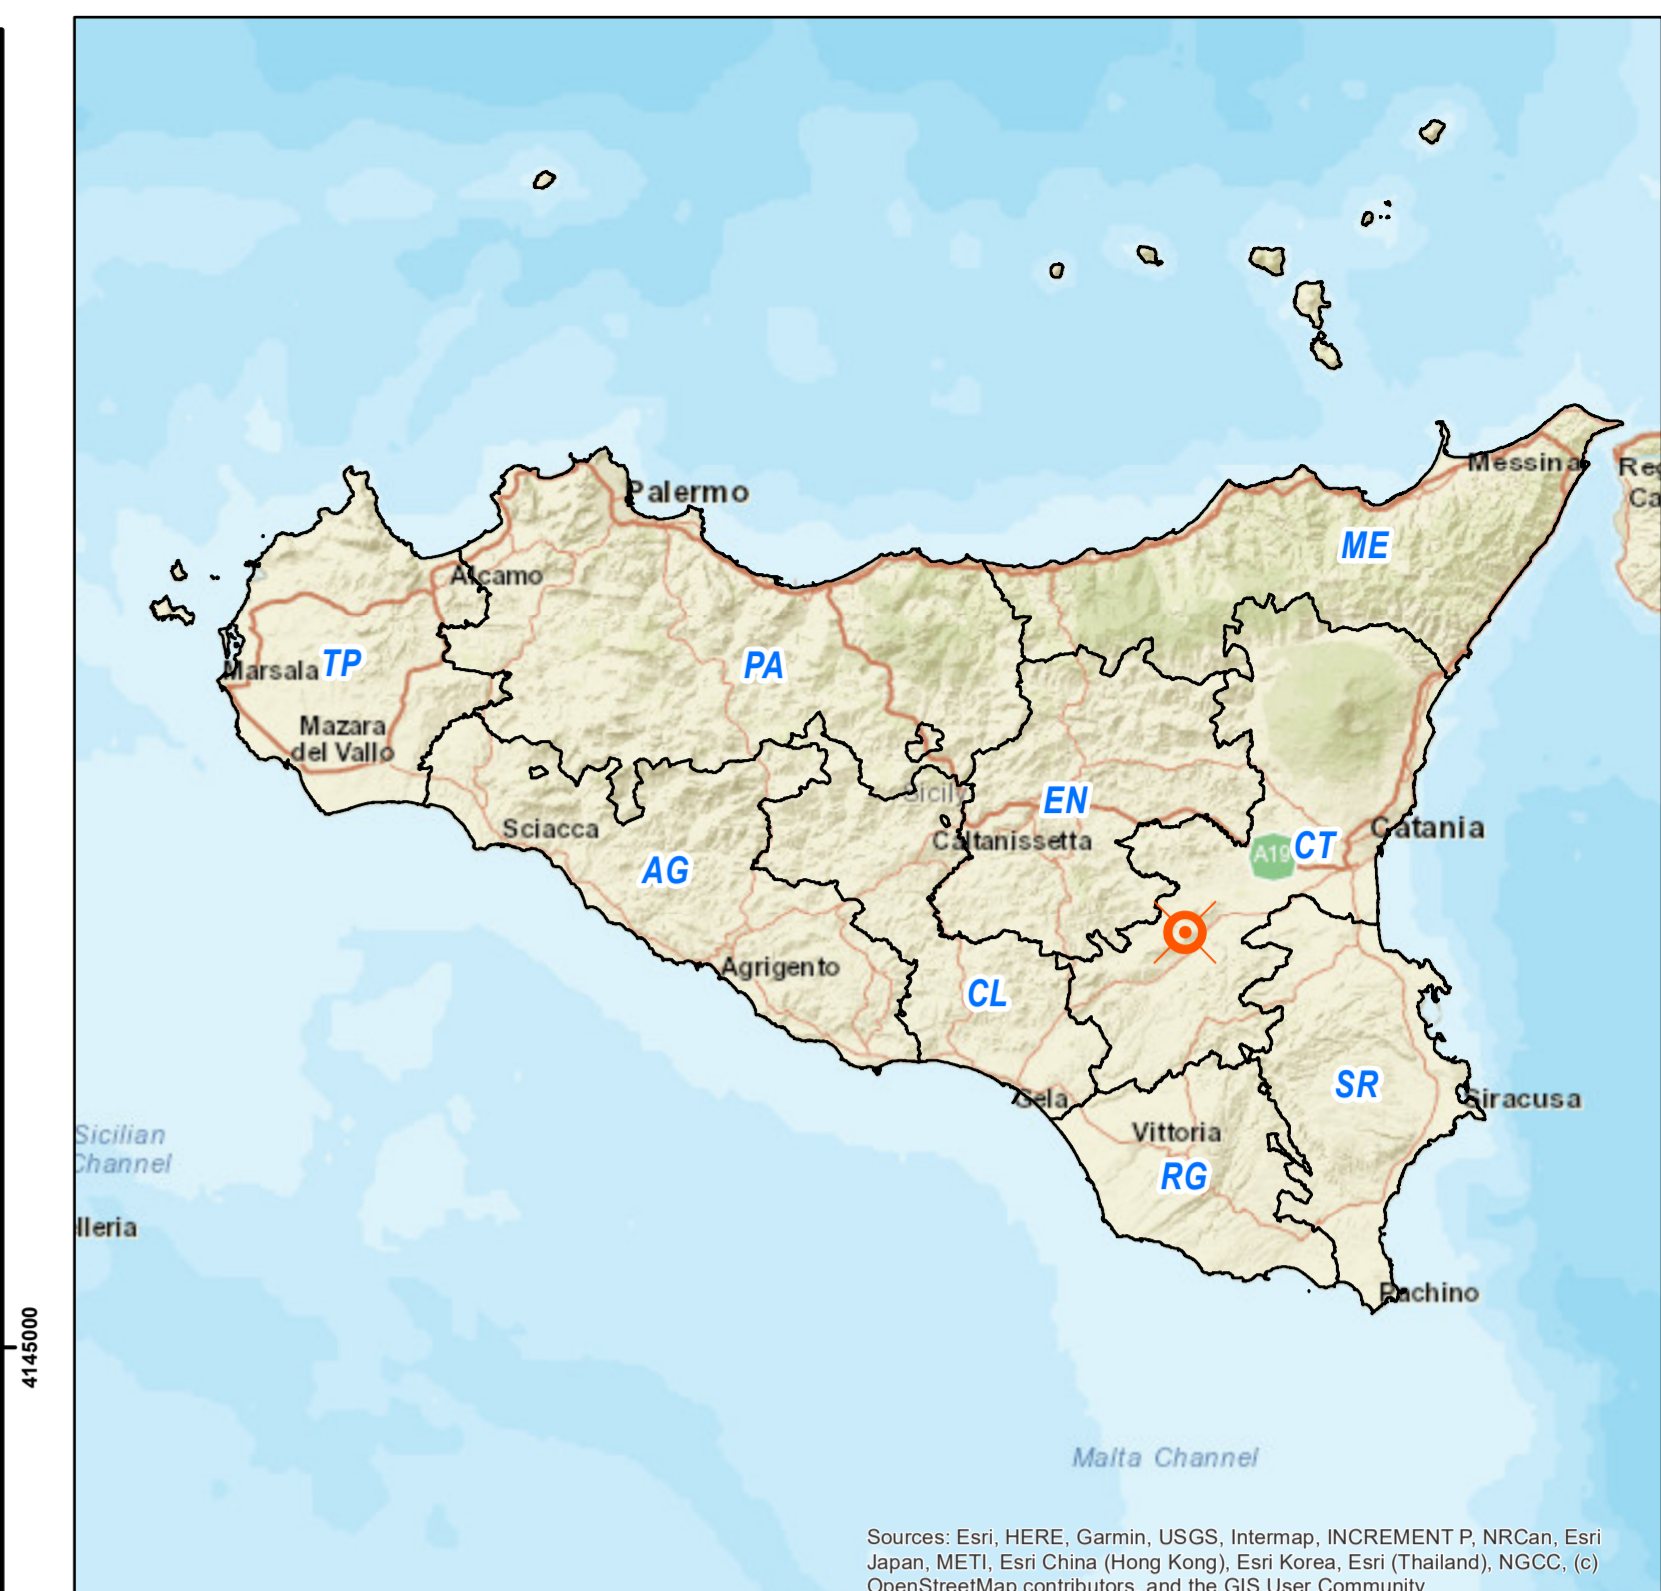 Messina
Reg
Ca
Palermo
ME
Alcamo
TP
Marsala
PA
Mazara
del Vallo
Sicily
EN
Sciacca
Caltanissetta
A19
CT
Catania
AG
Agrigento
CL
SR
Gela
Siracusa
Sicilian
Channel
Vittoria
RG
lleria
Pachino
4145000
Malta Channel
Sources: Esri, HERE, Garmin, USGS, Intermap, INCREMENT P, NRCan, Esri
Japan, METI, Esri China (Hong Kong), Esri Korea, Esri (Thailand), NGCC, (c)
OpenStreetMap contributors, and the GIS User Community